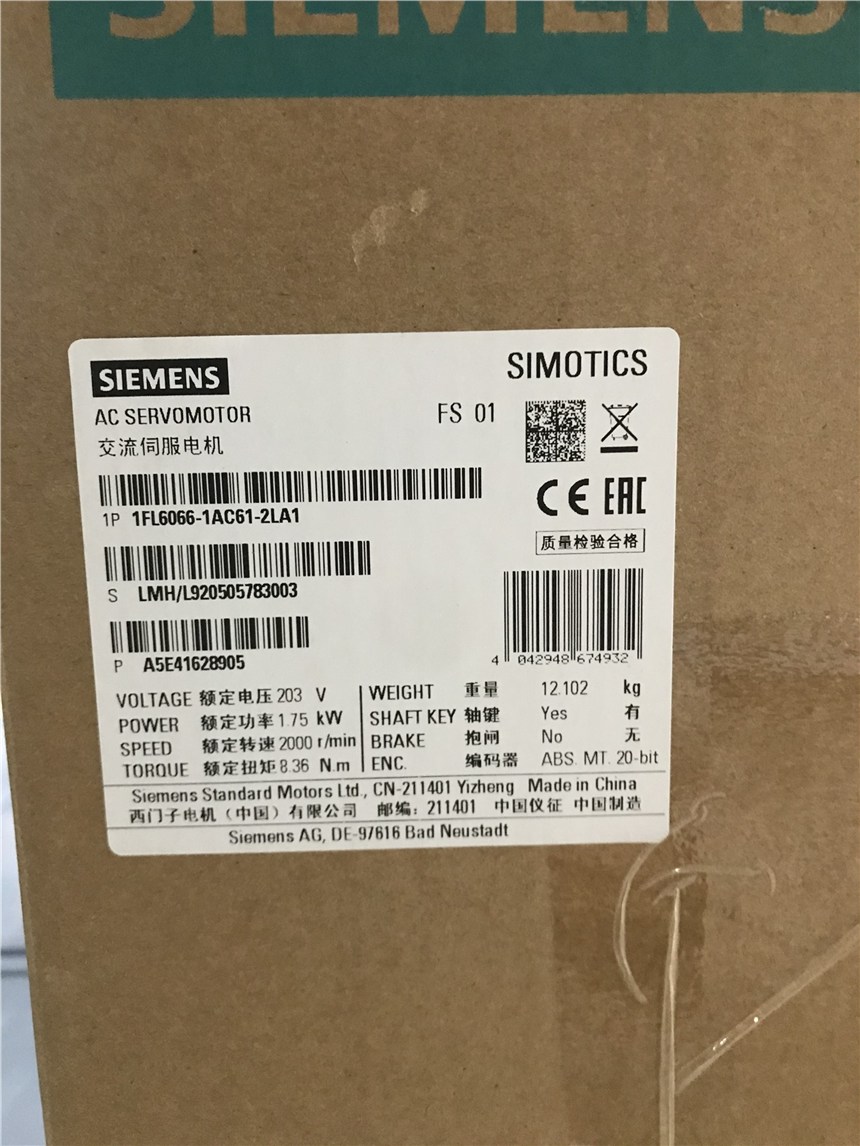 SIEMENS
SIEMENS
SIMOTICS
AC SERVOMOTOR
FS 01
交流伺服电机
1P 1FL6066-1AC61-2LA1
CE EAC
质量检验合格
S LMH/L920505783003
P A5E41628905
4 042948 674932
VOLTAGE 额定电压 203 V
POWER 额定功率 1.75 kW
SPEED 额定转速 2000 r/min
TORQUE 额定扭矩 8.36 N.m
WEIGHT 重量 12.102 kg
SHAFT KEY 轴键 Yes 有
BRAKE 抱闸 No 无
ENC. 编码器 ABS. MT. 20-bit
Siemens Standard Motors Ltd., CN-211401 Yizheng Made in China
西门子电机（中国）有限公司 邮编：211401 中国仪征 中国制造
Siemens AG, DE-97616 Bad Neustadt